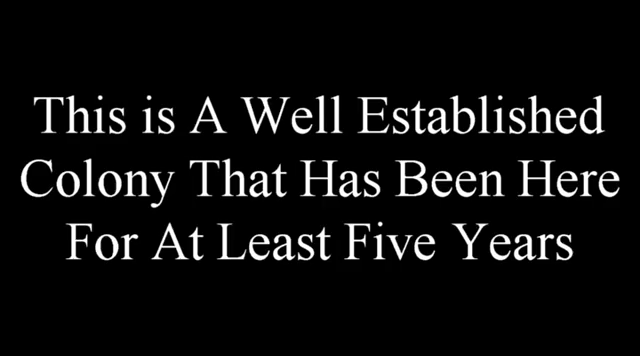 This is A Well Established
Colony That Has Been Here
For At Least Five Years